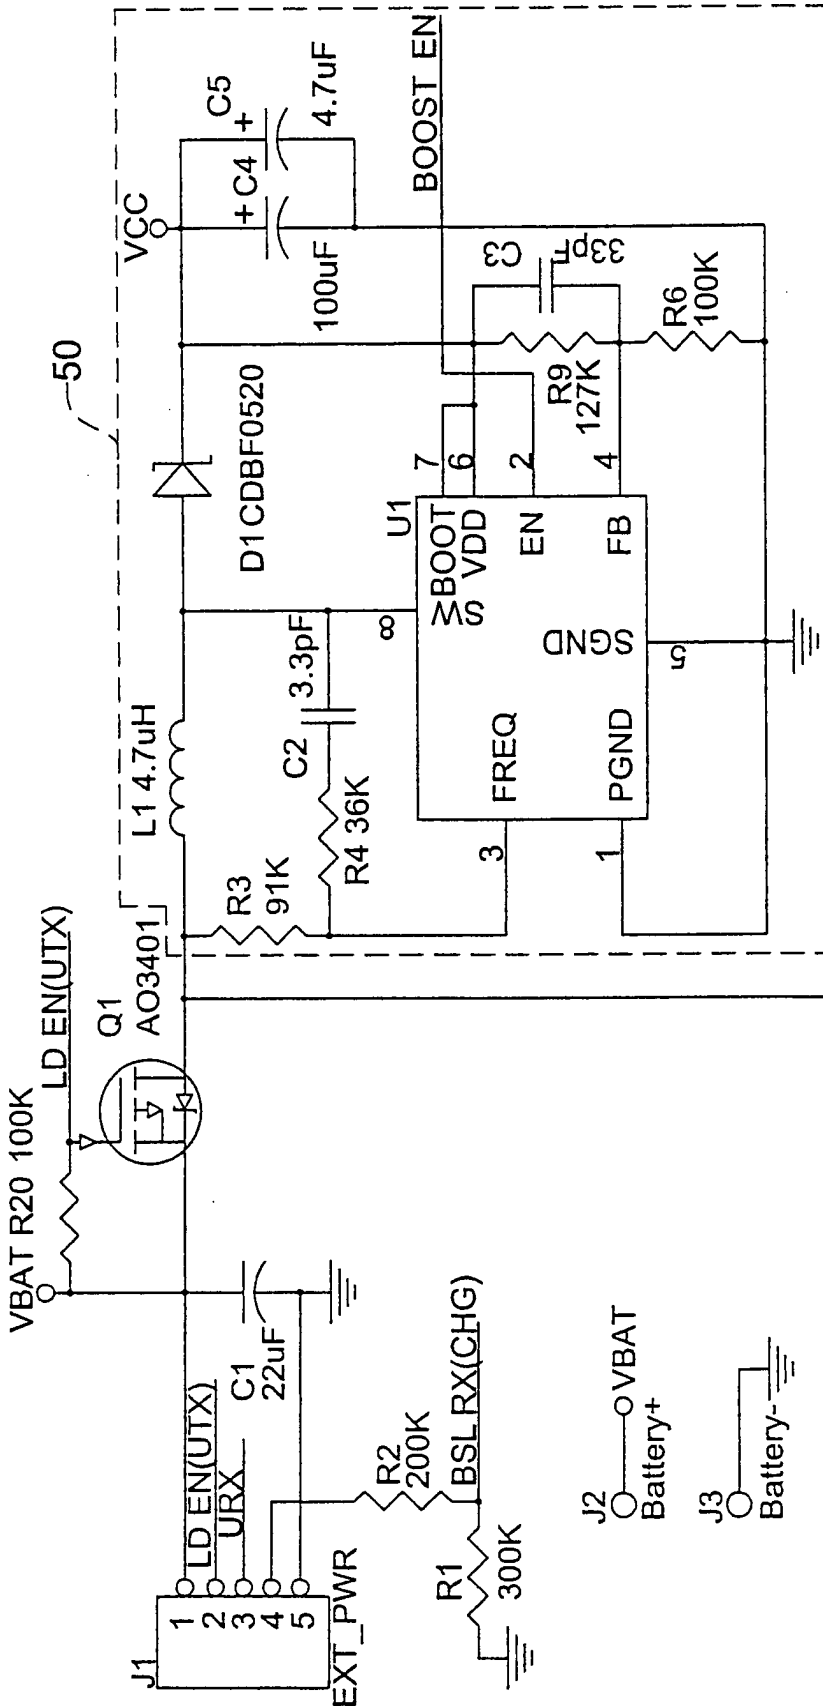 50
VCC
C5
4.7uF
C4
100uF
+
+
BOOST EN
D1CDBF0520
L1 4.7uH
C2
3.3pF
R3
91K
R4 36K
C3
33pF
R9
127K
R6
100K
U1
7
6
2
4
8
3
1
5
BOOT
VDD
SW
EN
FB
SGND
FREQ
PGND
LD EN(UTX)
Q1
AO3401
VBAT R20 100K
C1
22uF
LD EN(UTX)
URX
J1
1
2
3
4
5
EXT_PWR
R2
200K
BSL RX(CHG)
R1
300K
J2
Battery+
VBAT
J3
Battery-